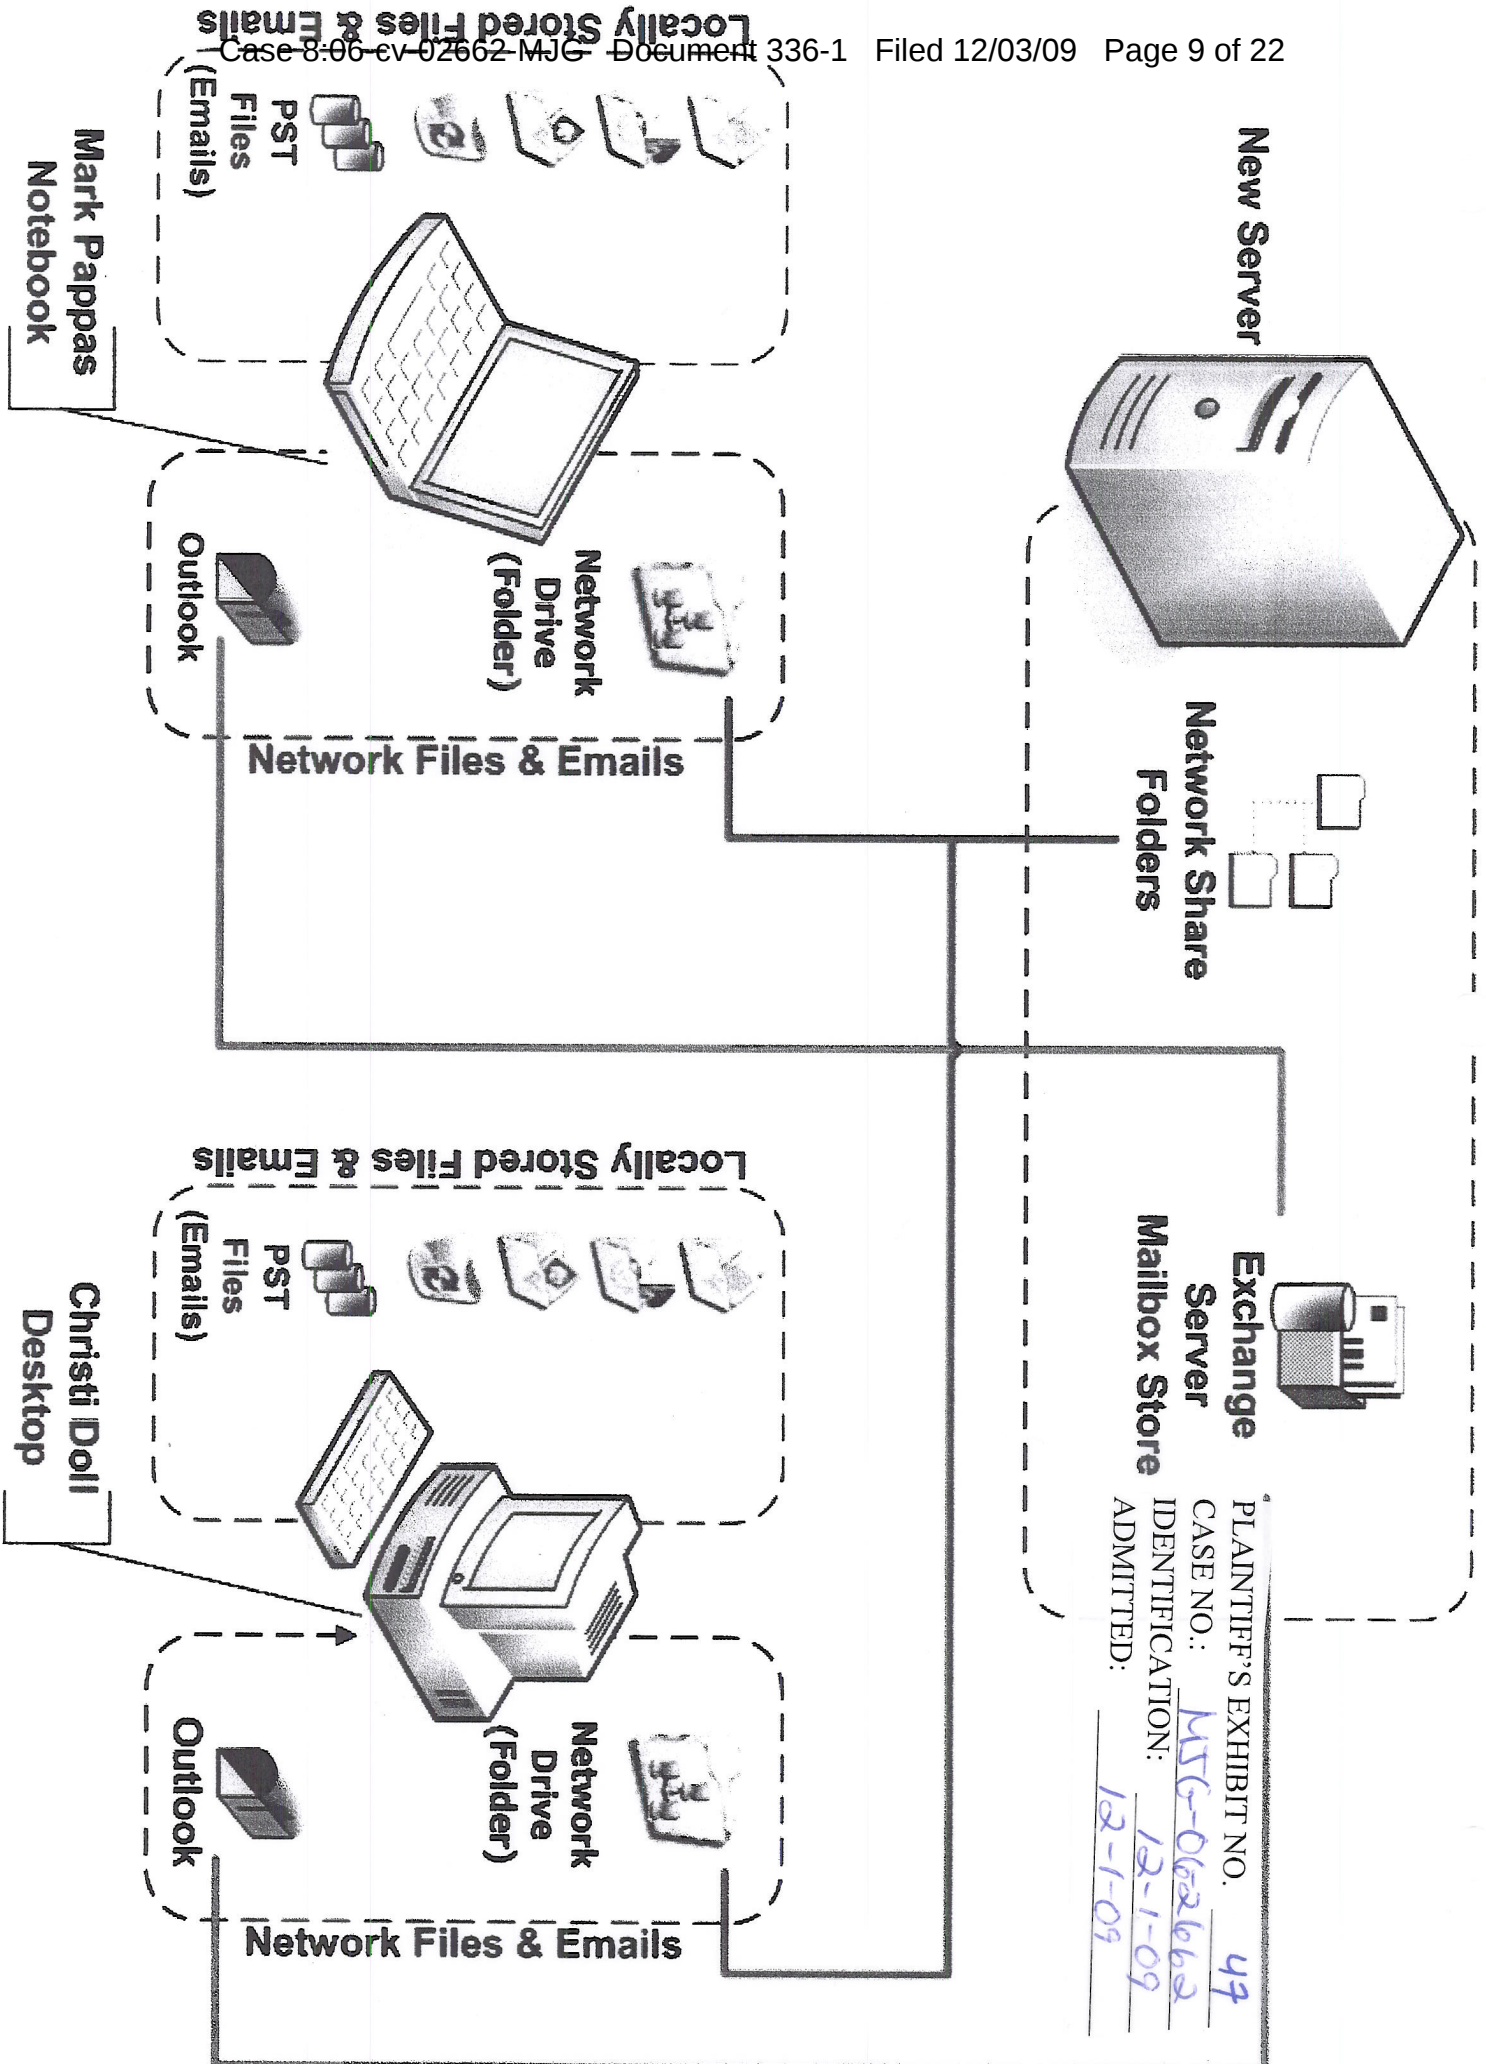 Case 8:06-cv-02662-MJG Document 336-1 Filed 12/03/09 Page 9 of 22
New Server
Network Share
Folders
Exchange
Server
Mailbox Store
PLAINTIFF'S EXHIBIT NO. 47
CASE NO.: MJG-06-2662
IDENTIFICATION: 12-1-09
ADMITTED: 12-1-09
Locally Stored Files & Emails
PST
Files
(Emails)
Mark Pappas
Notebook
Network
Drive
(Folder)
Outlook
Network Files & Emails
Locally Stored Files & Emails
PST
Files
(Emails)
Christi Doll
Desktop
Network
Drive
(Folder)
Outlook
Network Files & Emails